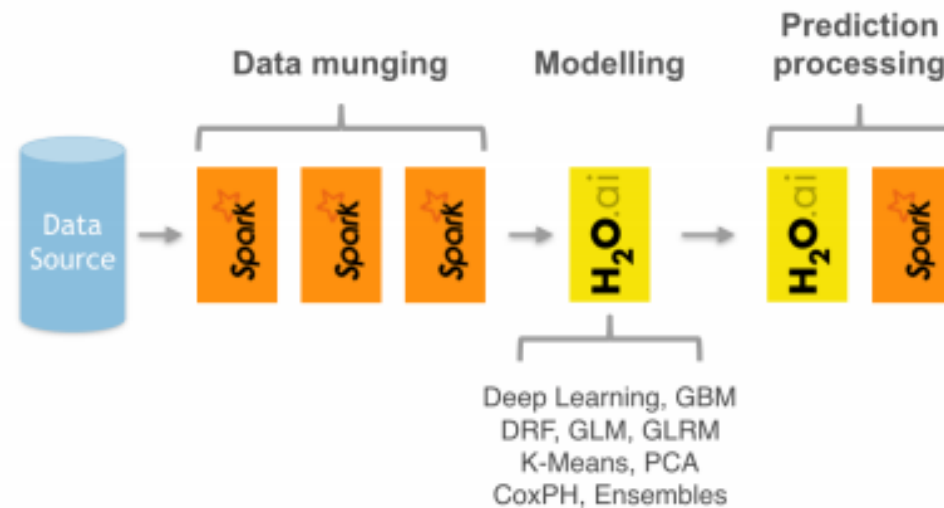 Data munging
Modelling
Prediction
processing
Data
Source
Spark
Spark
Spark
H₂O.ai
H₂O.ai
Spark
Deep Learning, GBM
DRF, GLM, GLRM
K-Means, PCA
CoxPH, Ensembles